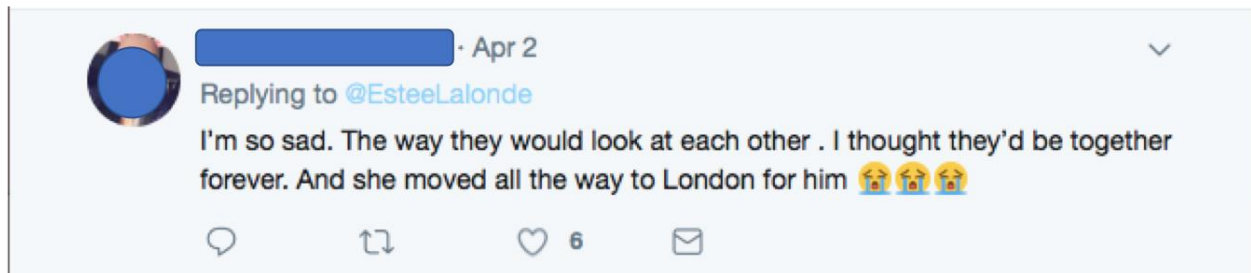 · Apr 2
Replying to @EsteeLalonde
I'm so sad. The way they would look at each other . I thought they'd be together
forever. And she moved all the way to London for him 😭😭😭
6